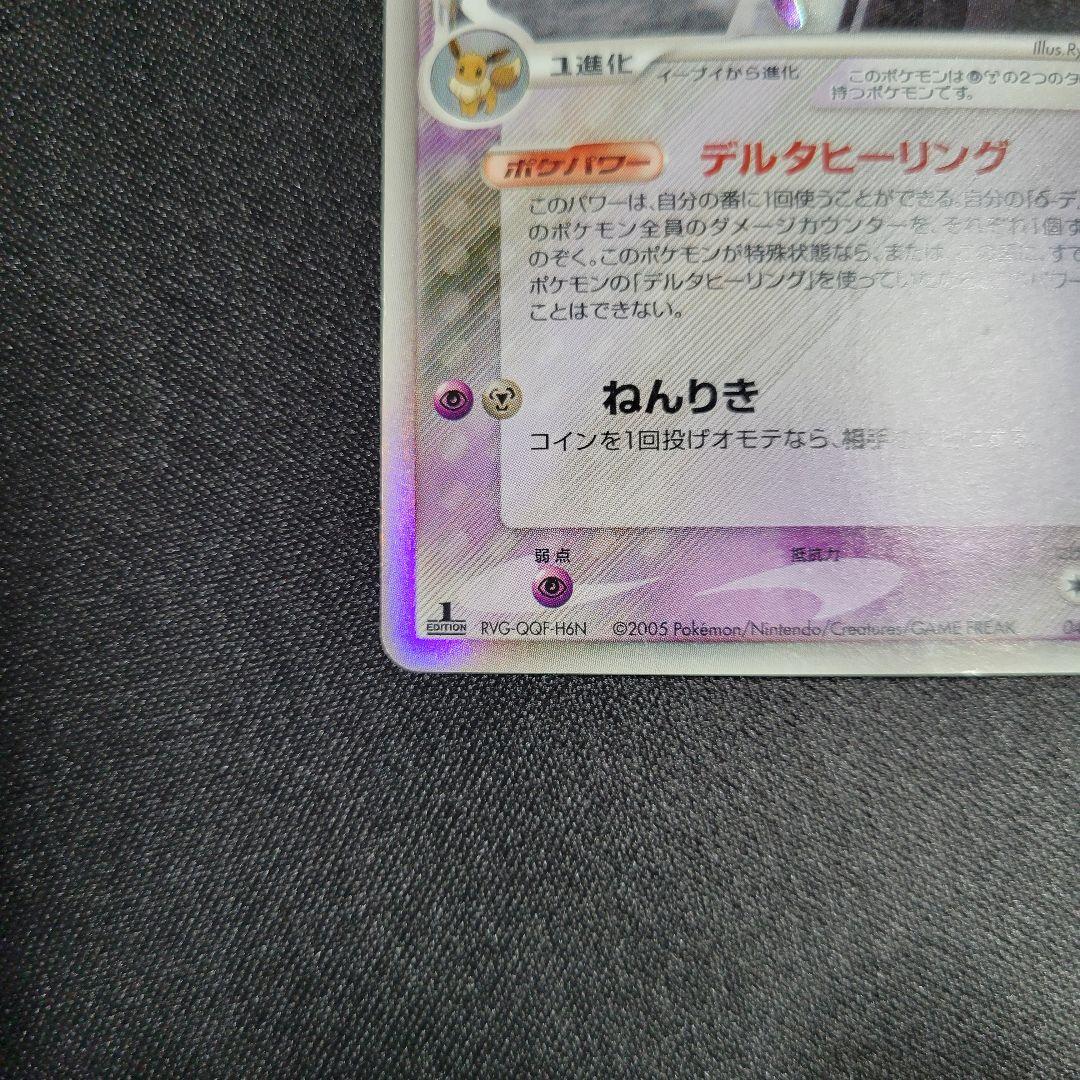 Illus. Ry
1進化 イーブイから進化
このポケモンは の2つのタ
持つポケモンです。
ポケパワー デルタヒーリング
このパワーは、自分の番に1回使うことができる。自分の「δ-デ
のポケモン全員のダメージカウンターを、それぞれ1個ず
のぞく。このポケモンが特殊状態なら、または の番に、すで
ポケモンの「デルタヒーリング」を使っていた パワー
ことはできない。
ねんりき
コインを1回投げオモテなら、相手
弱点 抵抗力
1 EDITION RVG-QQF-H6N ©2005 Pokémon/Nintendo/Creatures/GAME FREAK